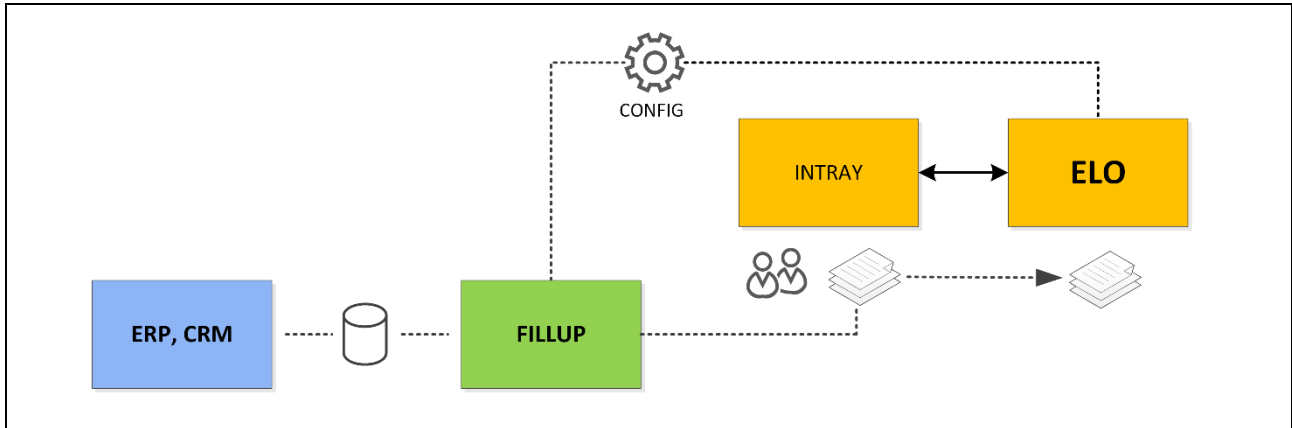 CONFIG
INTRAY
ELO
ERP, CRM
FILLUP